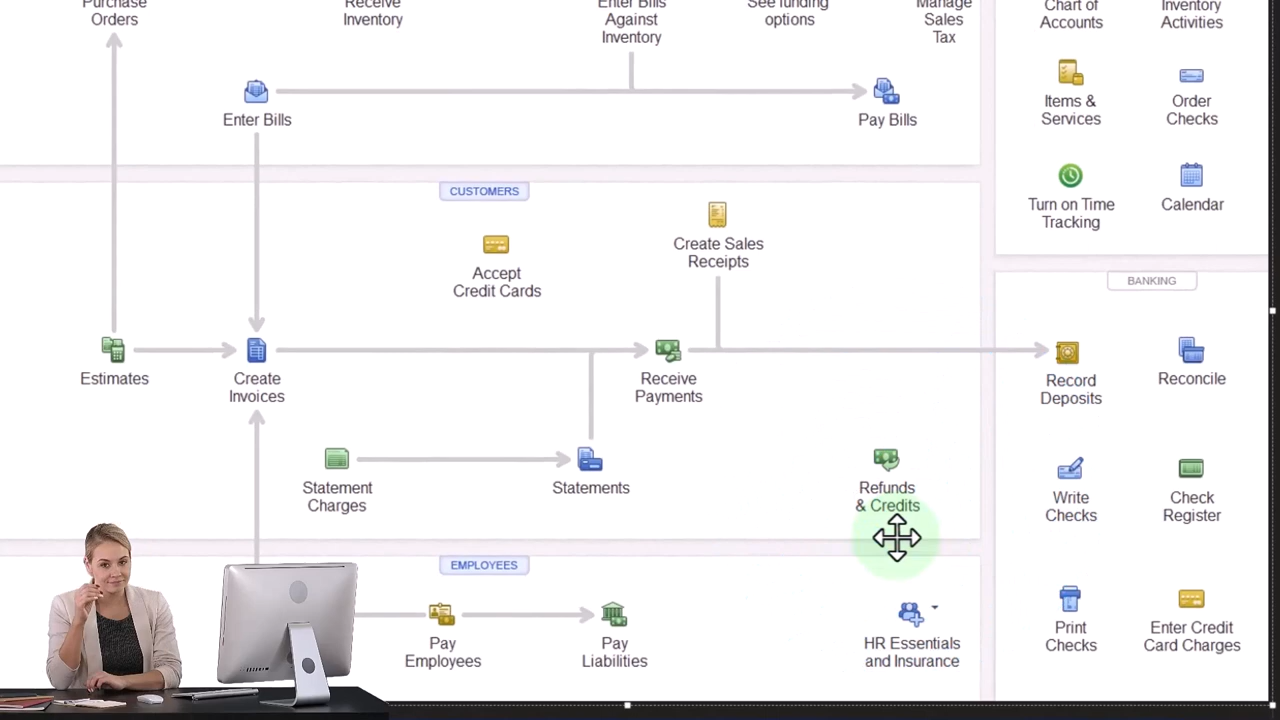 Purchase
Orders
Receive
Inventory
Enter Bills
Against
Inventory
See funding
options
Manage
Sales
Tax
Chart of
Accounts
Inventory
Activities
Enter Bills
Pay Bills
Items &
Services
Order
Checks
Turn on Time
Tracking
Calendar
CUSTOMERS
Accept
Credit Cards
Create Sales
Receipts
Estimates
Create
Invoices
Receive
Payments
Statement
Charges
Statements
Refunds
& Credits
BANKING
Record
Deposits
Reconcile
Write
Checks
Check
Register
Print
Checks
Enter Credit
Card Charges
EMPLOYEES
Pay
Employees
Pay
Liabilities
HR Essentials
and Insurance